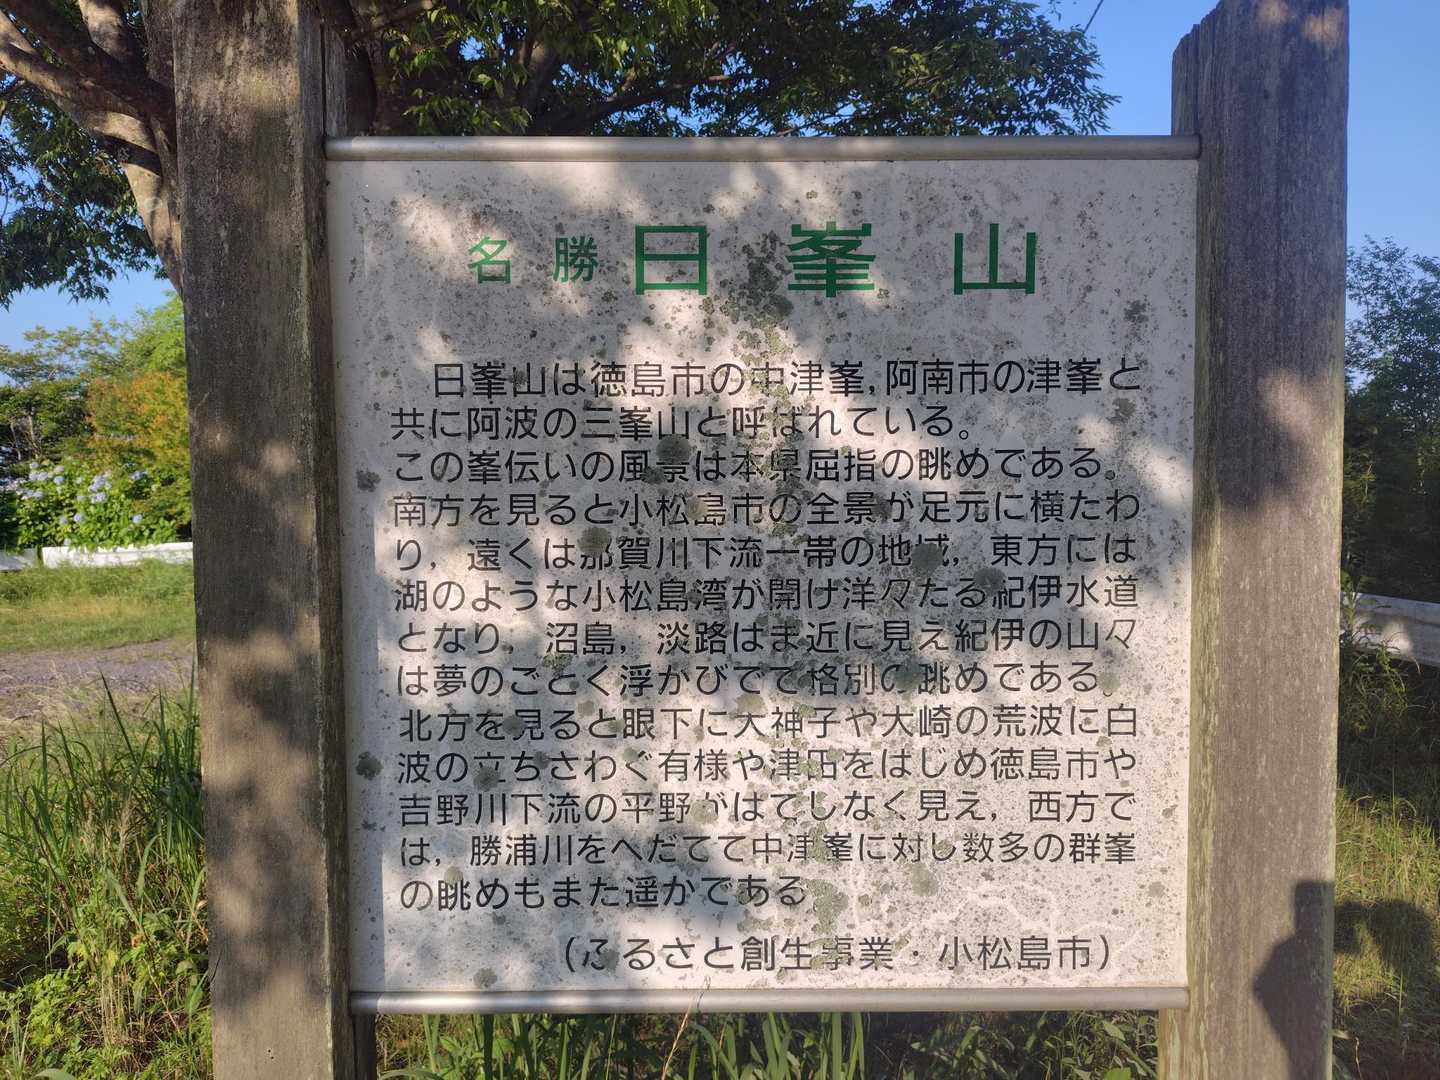 名勝 日峯山
日峯山は徳島市の中津峯,阿南市の津峯と
共に阿波の三峯山と呼ばれている。
この峯伝いの風景は本県屈指の眺めである。
南方を見ると小松島市の全景が足元に横たわ
り,遠くは那賀川下流一帯の地域,東方には
湖のような小松島湾が開け洋々たる紀伊水道
となり,沼島,淡路はま近に見え紀伊の山々
は夢のごとく浮かびでて格別の眺めである。
北方を見ると眼下に大神子や大崎の荒波に白
波の立ちさわぐ有様や津田をはじめ徳島市や
吉野川下流の平野がはてしなく見え,西方で
は,勝浦川をへだてて中津峯に対し数多の群峯
の眺めもまた遥かである
(ふるさと創生事業・小松島市)